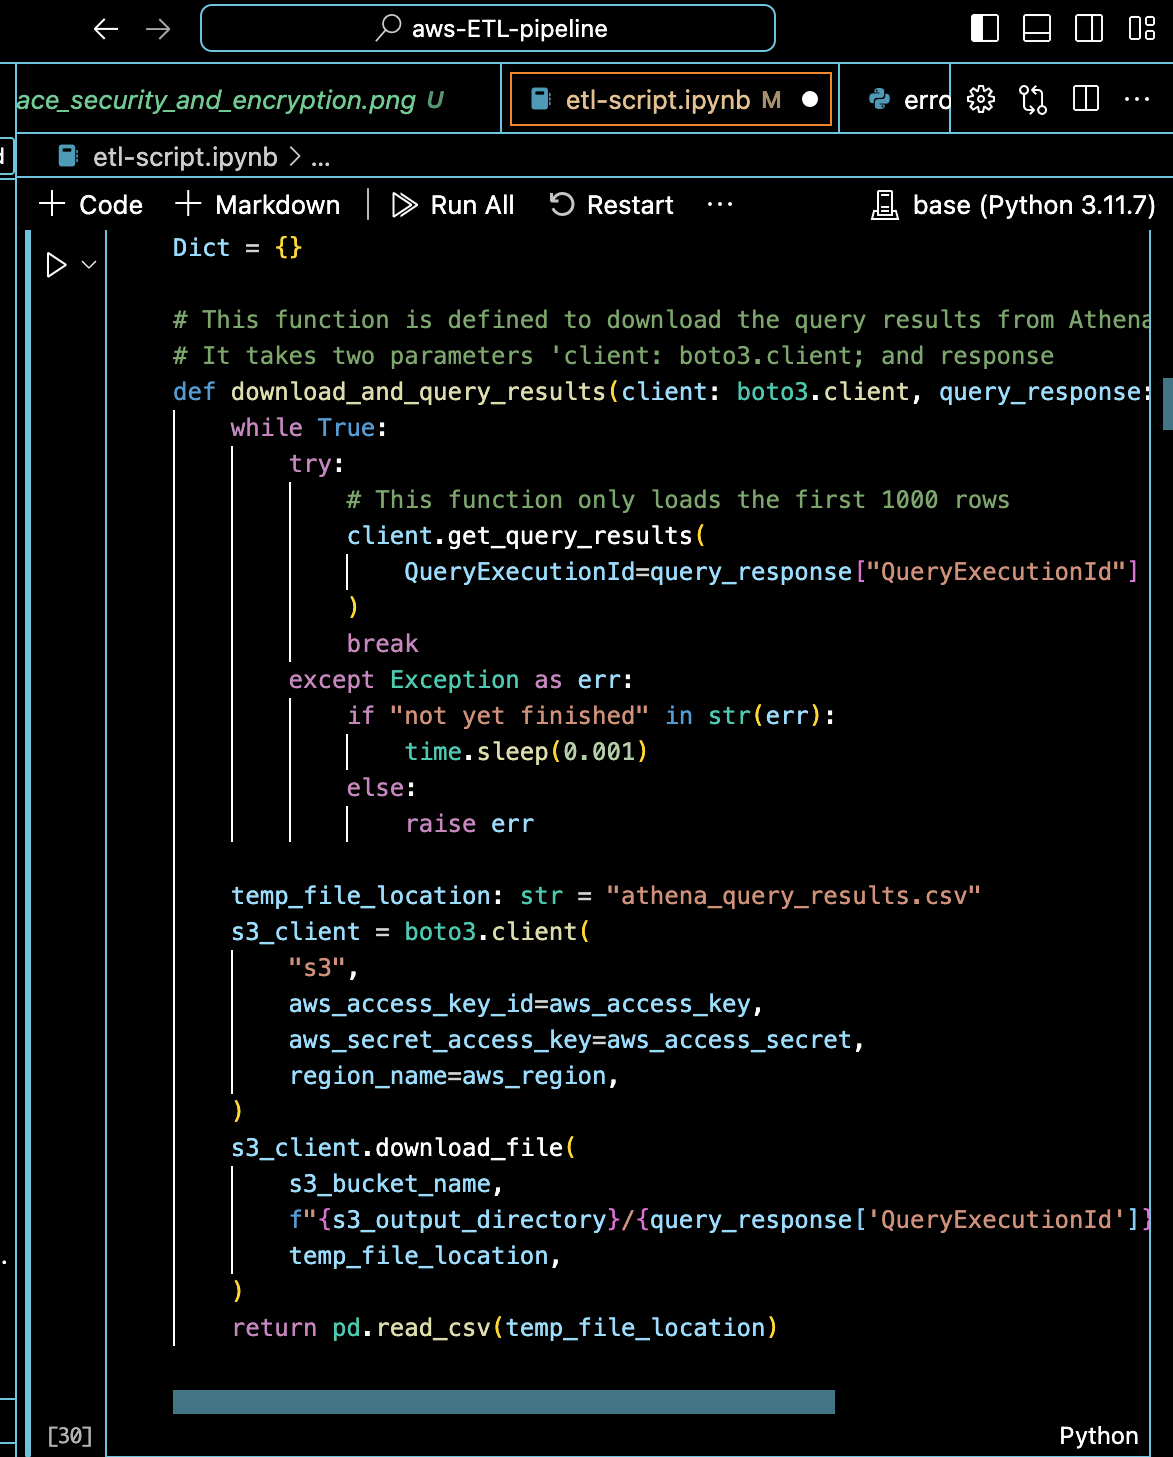 aws-ETL-pipeline
ace_security_and_encryption.png U
etl-script.ipynb M
erro
etl-script.ipynb > ...
Code
Markdown
Run All
Restart
...
base (Python 3.11.7)
Dict = {}
# This function is defined to download the query results from Athena
# It takes two parameters 'client: boto3.client; and response
def download_and_query_results(client: boto3.client, query_response:
while True:
try:
# This function only loads the first 1000 rows
client.get_query_results(
QueryExecutionId=query_response["QueryExecutionId"]
)
break
except Exception as err:
if "not yet finished" in str(err):
time.sleep(0.001)
else:
raise err
temp_file_location: str = "athena_query_results.csv"
s3_client = boto3.client(
"s3",
aws_access_key_id=aws_access_key,
aws_secret_access_key=aws_access_secret,
region_name=aws_region,
)
s3_client.download_file(
s3_bucket_name,
f"{s3_output_directory}/{query_response['QueryExecutionId']}
temp_file_location,
)
return pd.read_csv(temp_file_location)
[30]
Python